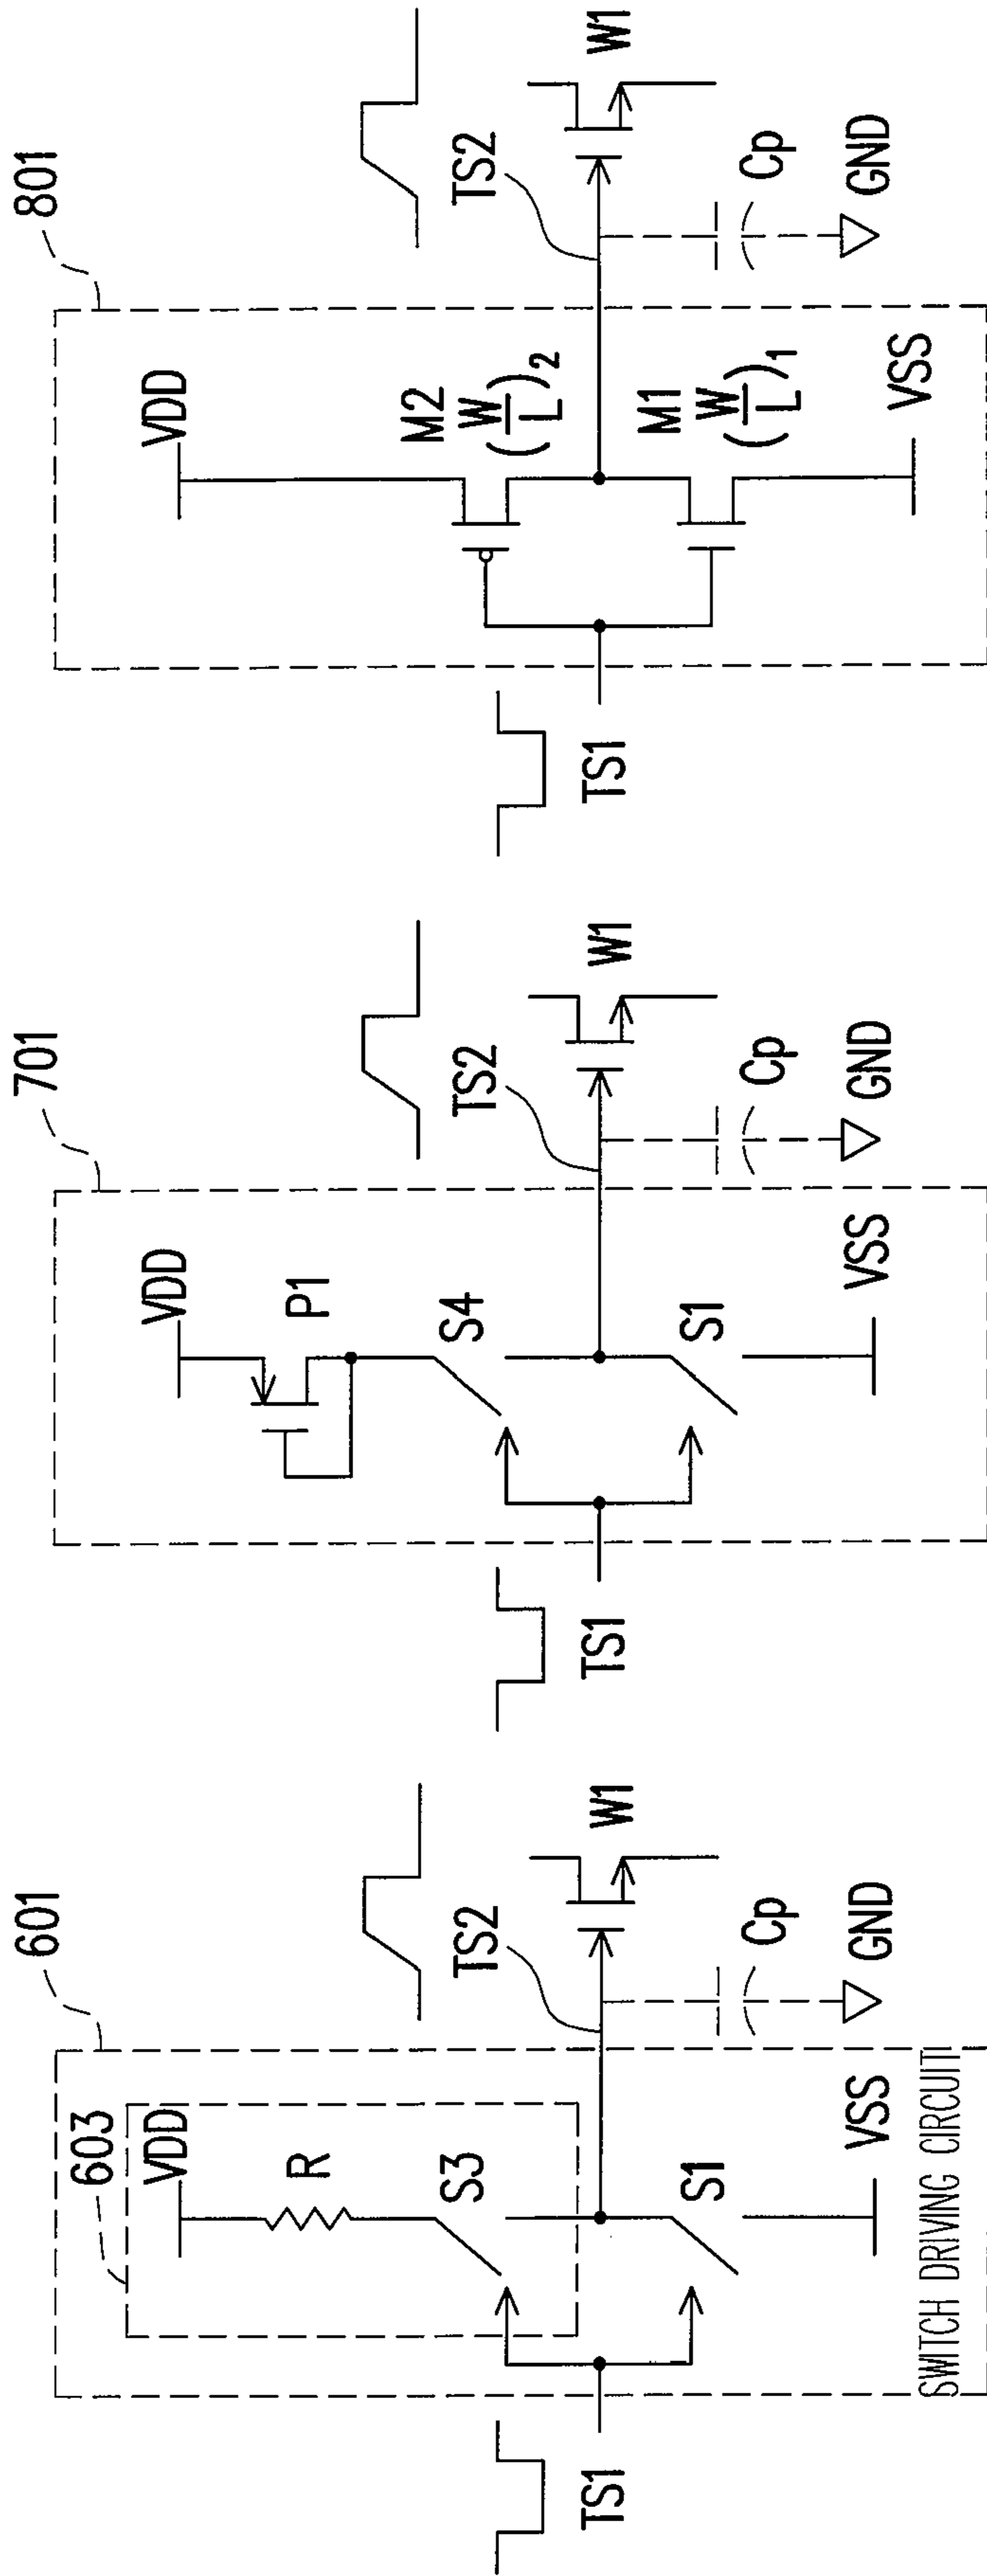 601
603
VDD
R
S3
S1
VSS
SWITCH DRIVING CIRCUIT
TS1
TS2
W1
Cp
GND
701
VDD
P1
S4
S1
VSS
TS1
TS2
W1
Cp
GND
801
VDD
M2
(W/L)2
M1
(W/L)1
VSS
TS1
TS2
W1
Cp
GND